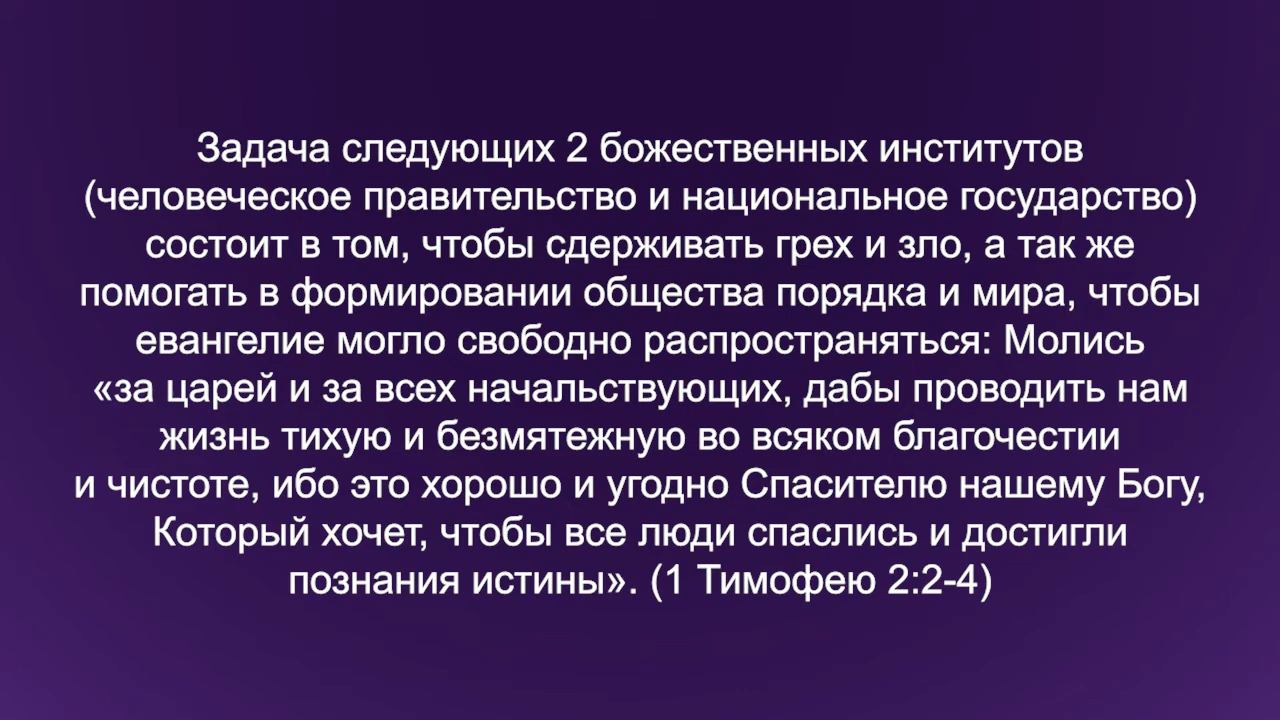 Задача следующих 2 божественных институтов
(человеческое правительство и национальное государство)
состоит в том, чтобы сдерживать грех и зло, а так же
помогать в формировании общества порядка и мира, чтобы
евангелие могло свободно распространяться: Молись
«за царей и за всех начальствующих, дабы проводить нам
жизнь тихую и безмятежную во всяком благочестии
и чистоте, ибо это хорошо и угодно Спасителю нашему Богу,
Который хочет, чтобы все люди спаслись и достигли
познания истины». (1 Тимофею 2:2-4)